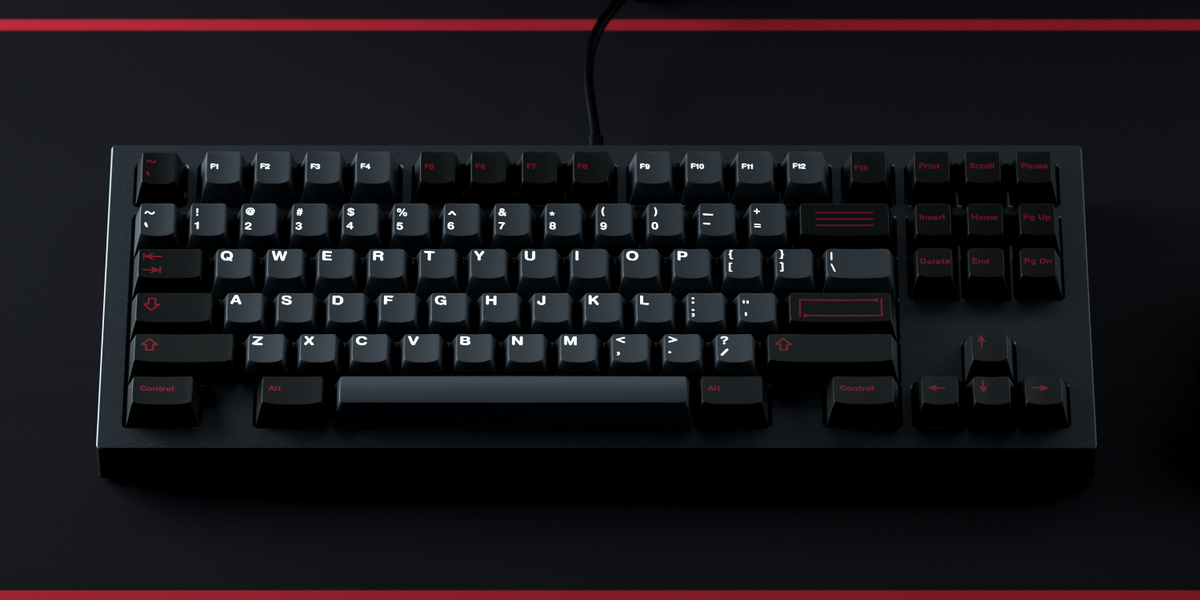 ~ F1 F2 F3 F4 F5 F6 F7 F8 F9 F10 F11 F12 F13 Print Scroll Pause
`
~ ! @ # $ % ^ & * ( ) — + Insert Home Pg Up
` 1 2 3 4 5 6 7 8 9 0 - =
Q W E R T Y U I O P { } | Delete End Pg Dn
[ ] \
A S D F G H J K L : "
; '
Z X C V B N M < > ?
, . /
Control Alt Alt Control